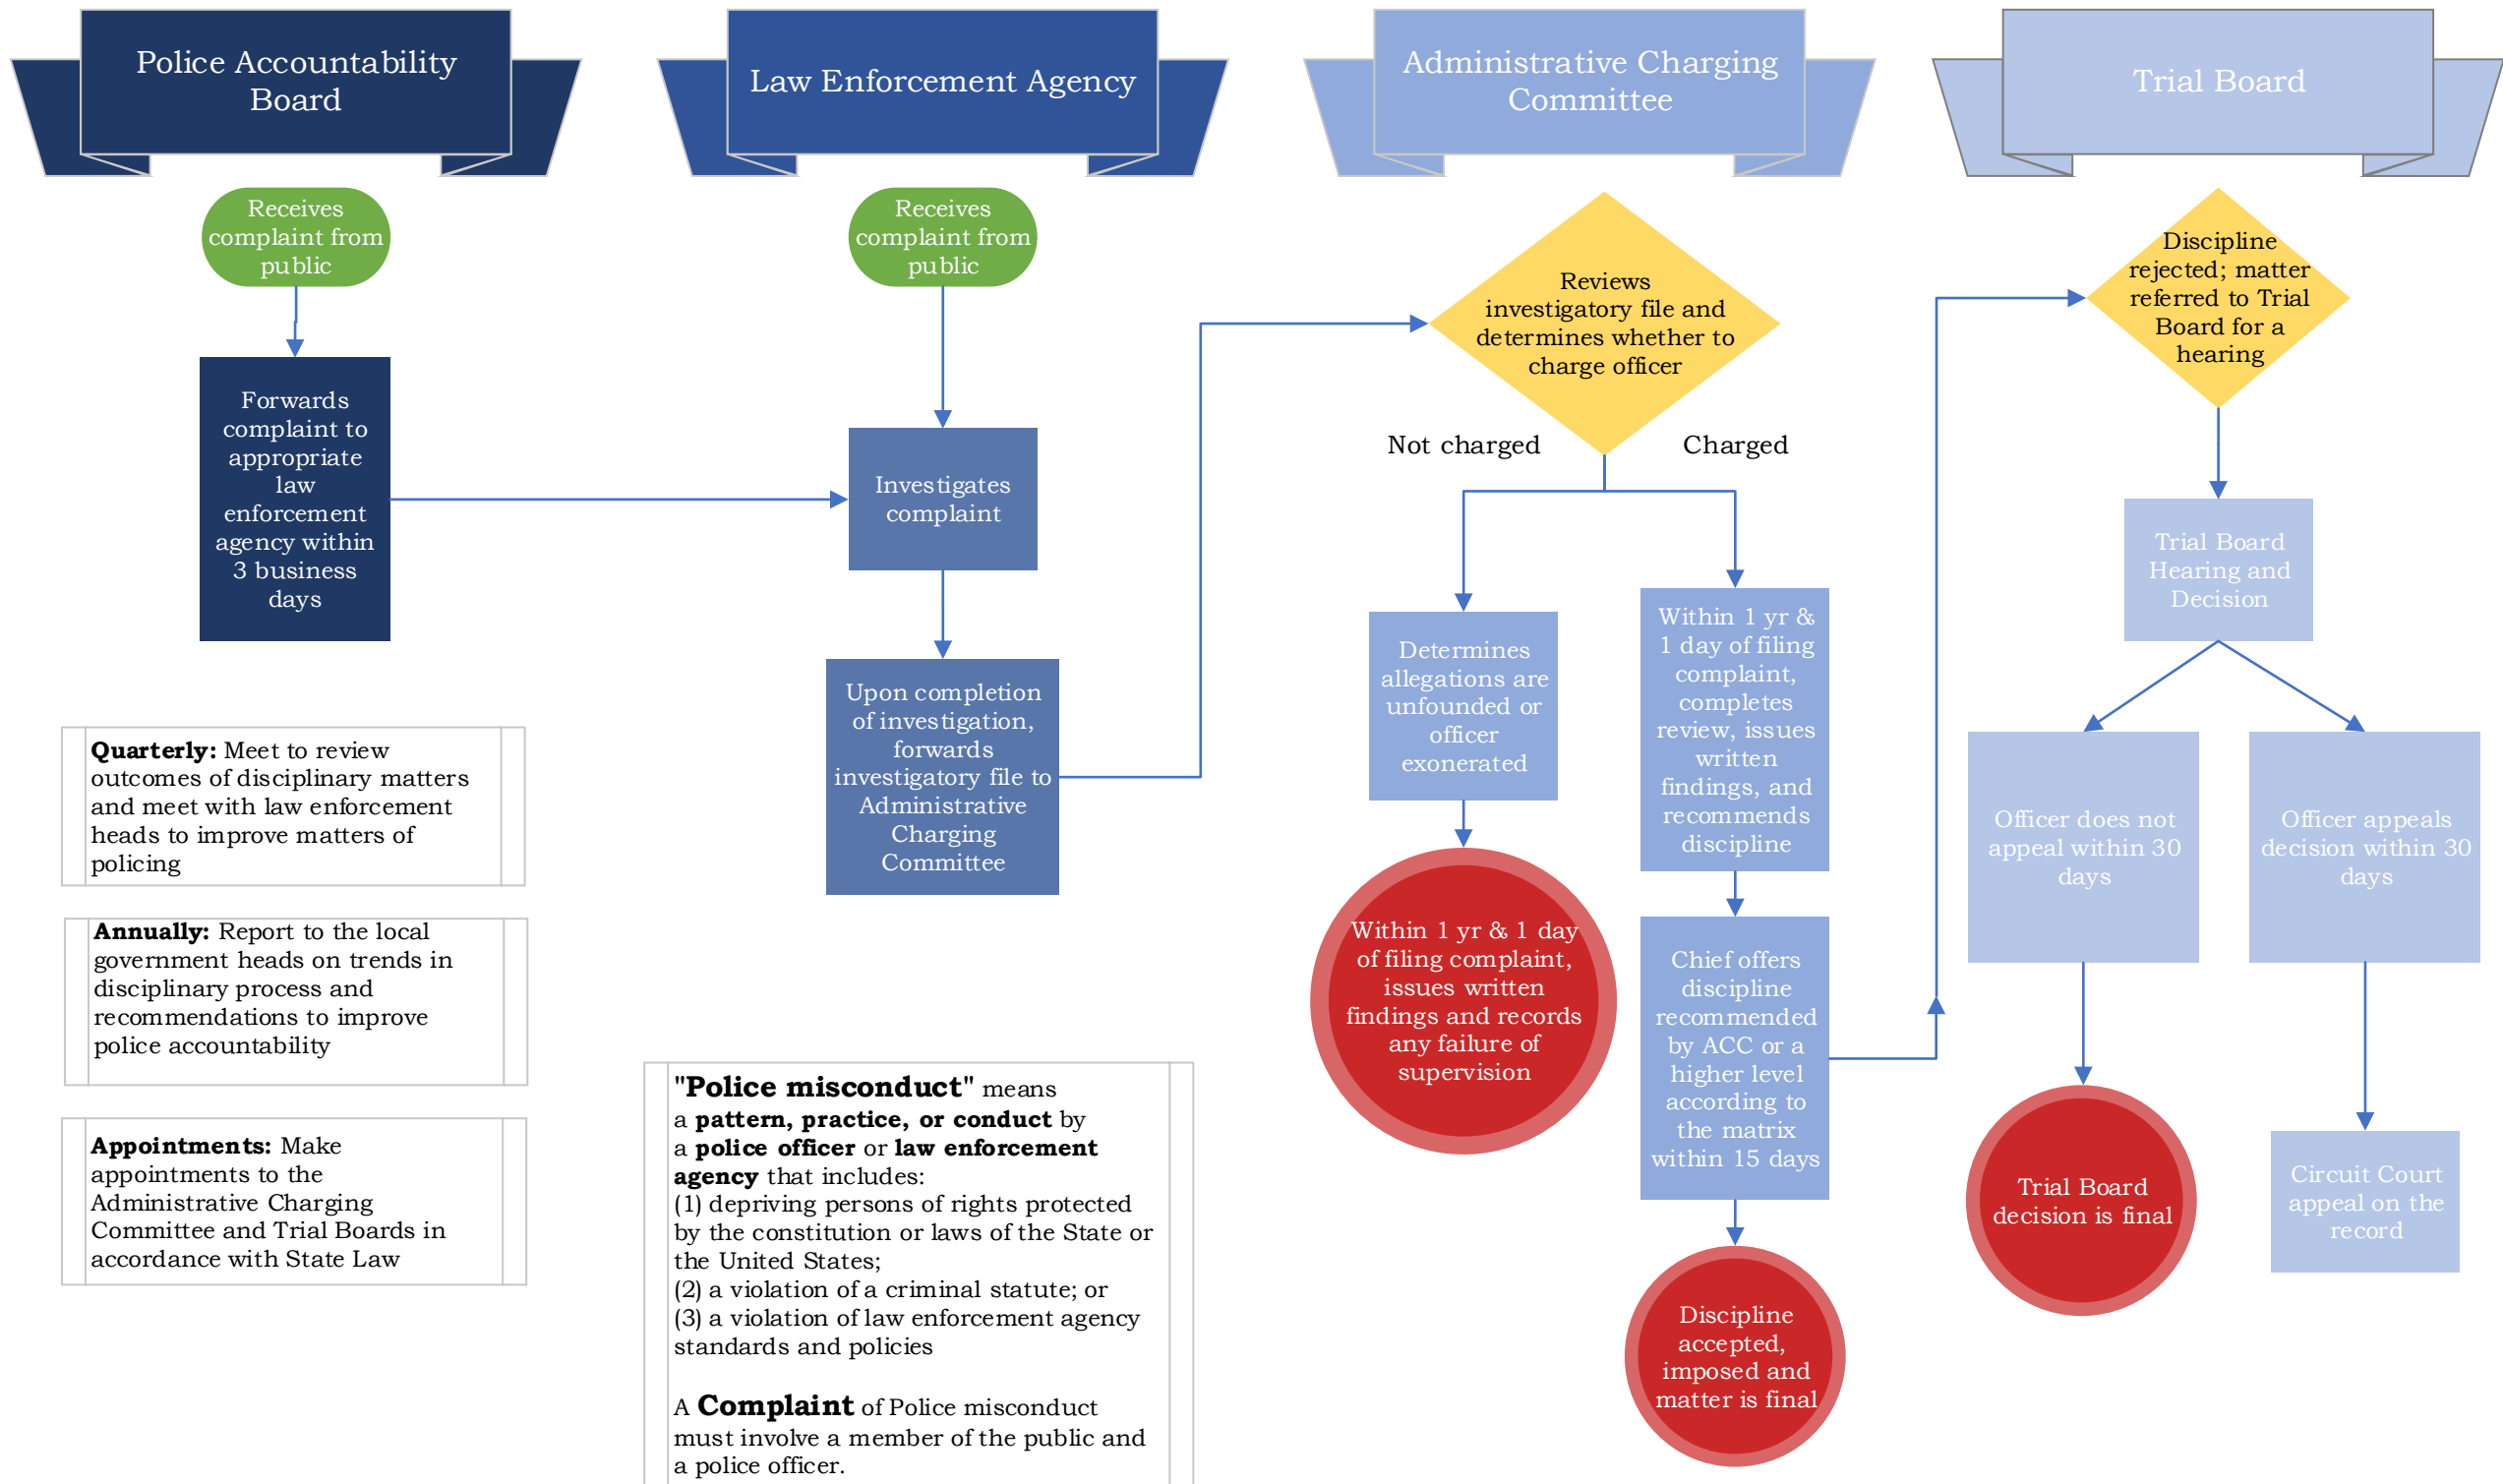 Police Accountability
Board
Receives
complaint from
public
Forwards
complaint to
appropriate
law
enforcement
agency within
3 business
days
Quarterly: Meet to review
outcomes of disciplinary matters
and meet with law enforcement
heads to improve matters of
policing
Annually: Report to the local
government heads on trends in
disciplinary process and
recommendations to improve
police accountability
Appointments: Make
appointments to the
Administrative Charging
Committee and Trial Boards in
accordance with State Law
Law Enforcement Agency
Receives
complaint from
public
Investigates
complaint
Upon completion
of investigation,
forwards
investigatory file to
Administrative
Charging
Committee
"Police misconduct" means
a pattern, practice, or conduct by
a police officer or law enforcement
agency that includes:
(1) depriving persons of rights protected
by the constitution or laws of the State or
the United States;
(2) a violation of a criminal statute; or
(3) a violation of law enforcement agency
standards and policies
A Complaint of Police misconduct
must involve a member of the public and
a police officer.
Administrative Charging
Committee
Reviews
investigatory file and
determines whether to
charge officer
Not charged
Charged
Determines
allegations are
unfounded or
officer
exonerated
Within 1 yr & 1 day
of filing complaint,
issues written
findings and records
any failure of
supervision
Within 1 yr &
1 day of filing
complaint,
completes
review, issues
written
findings, and
recommends
discipline
Chief offers
discipline
recommended
by ACC or a
higher level
according to
the matrix
within 15 days
Discipline
accepted,
imposed and
matter is final
Trial Board
Discipline
rejected; matter
referred to Trial
Board for a
hearing
Trial Board
Hearing and
Decision
Officer does not
appeal within 30
days
Trial Board
decision is final
Officer appeals
decision within 30
days
Circuit Court
appeal on the
record